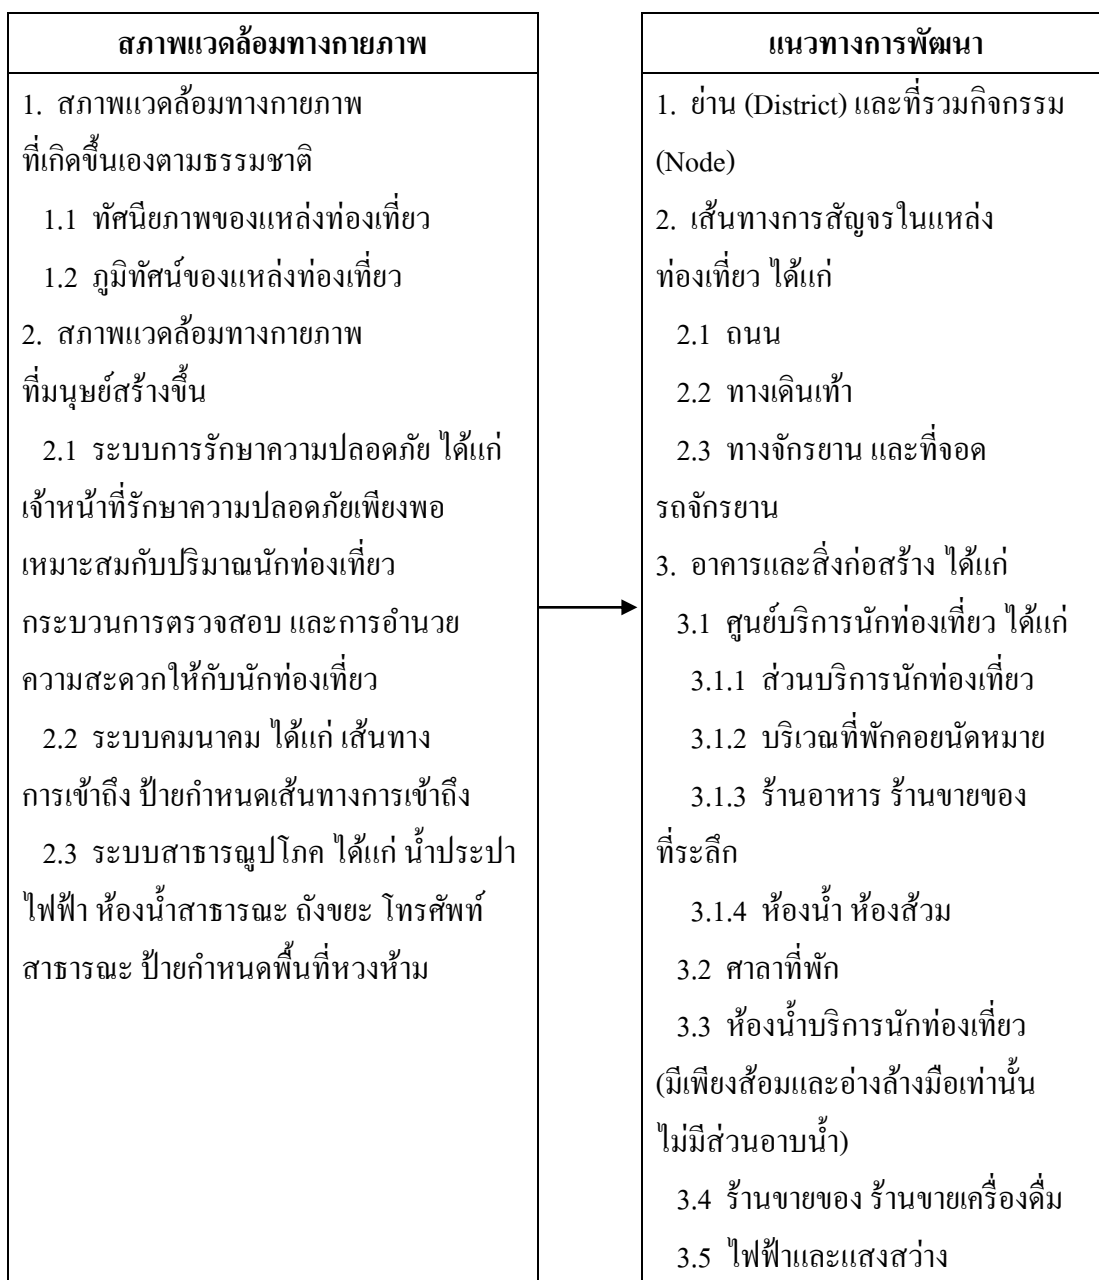 สภาพแวดล้อมทางกายภาพ
1. สภาพแวดล้อมทางกายภาพ
ที่เกิดขึ้นเองตามธรรมชาติ
1.1 ทัศนียภาพของแหล่งท่องเที่ยว
1.2 ภูมิทัศน์ของแหล่งท่องเที่ยว
2. สภาพแวดล้อมทางกายภาพ
ที่มนุษย์สร้างขึ้น
2.1 ระบบการรักษาความปลอดภัย ได้แก่
เจ้าหน้าที่รักษาความปลอดภัยเพียงพอ
เหมาะสมกับปริมาณนักท่องเที่ยว
กระบวนการตรวจสอบ และการอำนวย
ความสะดวกให้กับนักท่องเที่ยว
2.2 ระบบคมนาคม ได้แก่ เส้นทาง
การเข้าถึง ป้ายกำหนดเส้นทางการเข้าถึง
2.3 ระบบสาธารณูปโภค ได้แก่ น้ำประปา
ไฟฟ้า ห้องน้ำสาธารณะ ถังขยะ โทรศัพท์
สาธารณะ ป้ายกำหนดพื้นที่หวงห้าม
แนวทางการพัฒนา
1. ย่าน (District) และที่รวมกิจกรรม
(Node)
2. เส้นทางการสัญจรในแหล่ง
ท่องเที่ยว ได้แก่
2.1 ถนน
2.2 ทางเดินเท้า
2.3 ทางจักรยาน และที่จอด
รถจักรยาน
3. อาคารและสิ่งก่อสร้าง ได้แก่
3.1 ศูนย์บริการนักท่องเที่ยว ได้แก่
3.1.1 ส่วนบริการนักท่องเที่ยว
3.1.2 บริเวณที่พักคอยนัดหมาย
3.1.3 ร้านอาหาร ร้านขายของ
ที่ระลึก
3.1.4 ห้องน้ำ ห้องส้วม
3.2 ศาลาที่พัก
3.3 ห้องน้ำบริการนักท่องเที่ยว
(มีเพียงส้อมและอ่างล้างมือเท่านั้น
ไม่มีส่วนอาบน้ำ)
3.4 ร้านขายของ ร้านขายเครื่องดื่ม
3.5 ไฟฟ้าและแสงสว่าง